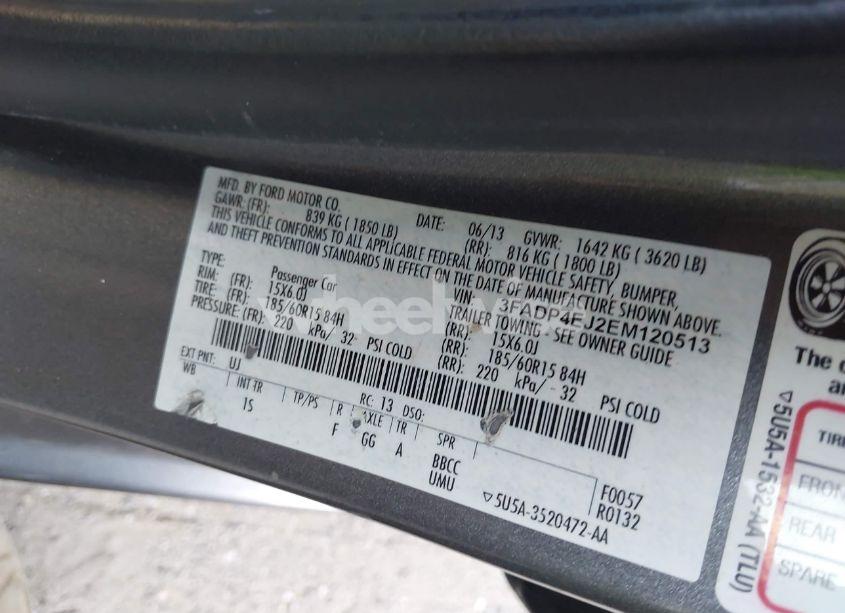 MFD. BY FORD MOTOR CO.
DATE: 06/13 GVWR: 1642 KG ( 3620 LB)
GAWR: (FR): 839 KG ( 1850 LB) (RR): 816 KG ( 1800 LB)
THIS VEHICLE CONFORMS TO ALL APPLICABLE FEDERAL MOTOR VEHICLE SAFETY, BUMPER,
AND THEFT PREVENTION STANDARDS IN EFFECT ON THE DATE OF MANUFACTURE SHOWN ABOVE.
VIN: 3FADP4EJ2EM120513
TYPE: Passenger Car TRAILER TOWING - SEE OWNER GUIDE
RIM: (FR): 15X6.0J (RR): 15X6.0J
TIRE: (FR): 185/60R15 84H (RR): 185/60R15 84H
PRESSURE: (FR): 220 kPa/ 32 PSI COLD (RR): 220 kPa/ 32 PSI COLD
EXT PNT: UJ RC: 13 DSO:
WB INT TR TP/PS R AXLE TR SPR
15 F GG A BBCC F0057
UMU R0132
▽5U5A-3520472-AA
The
TIRE
FRONT
REAR
SPARE
▽5U5A-1532-AA (TLU)